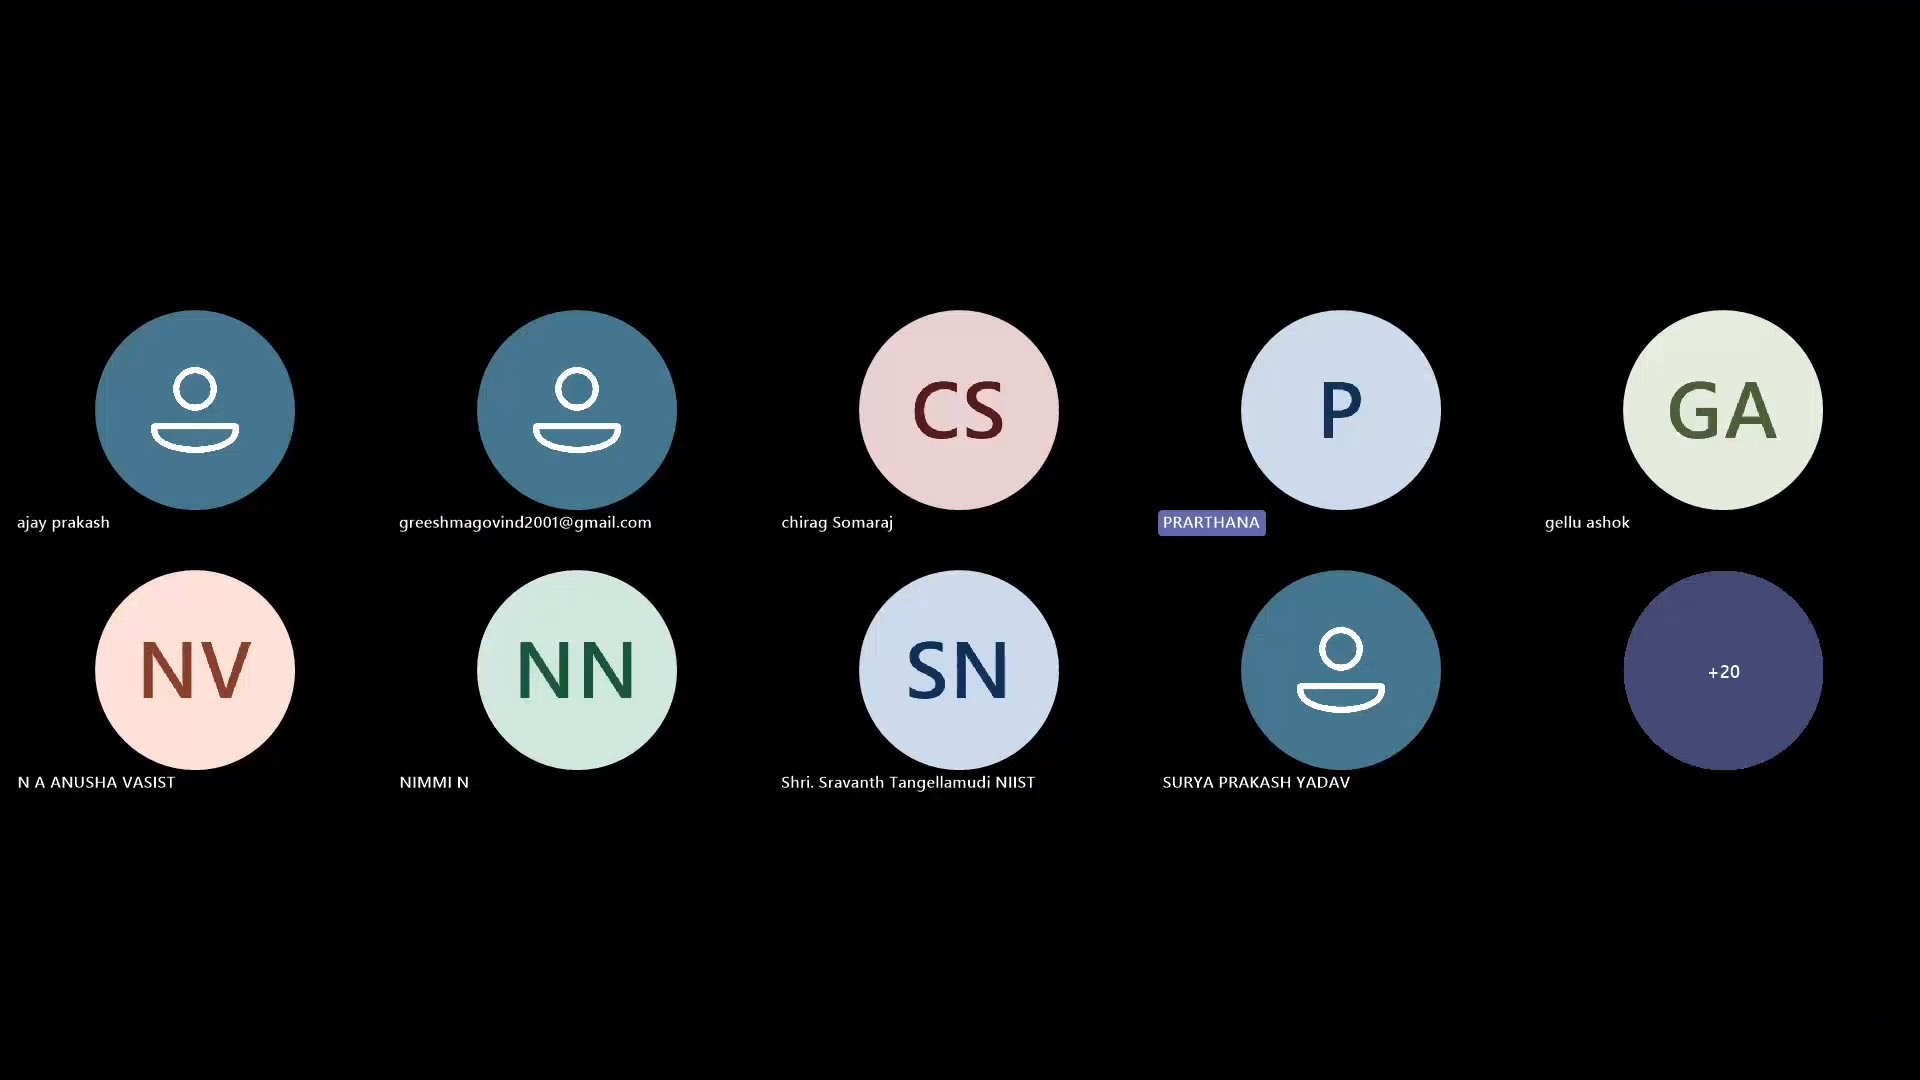 CS
P
GA
ajay prakash
greeshmagovind2001@gmail.com
chirag Somaraj
PRARTHANA
gellu ashok
NV
NN
SN
+20
N A ANUSHA VASIST
NIMMI N
Shri. Sravanth Tangellamudi NIIST
SURYA PRAKASH YADAV